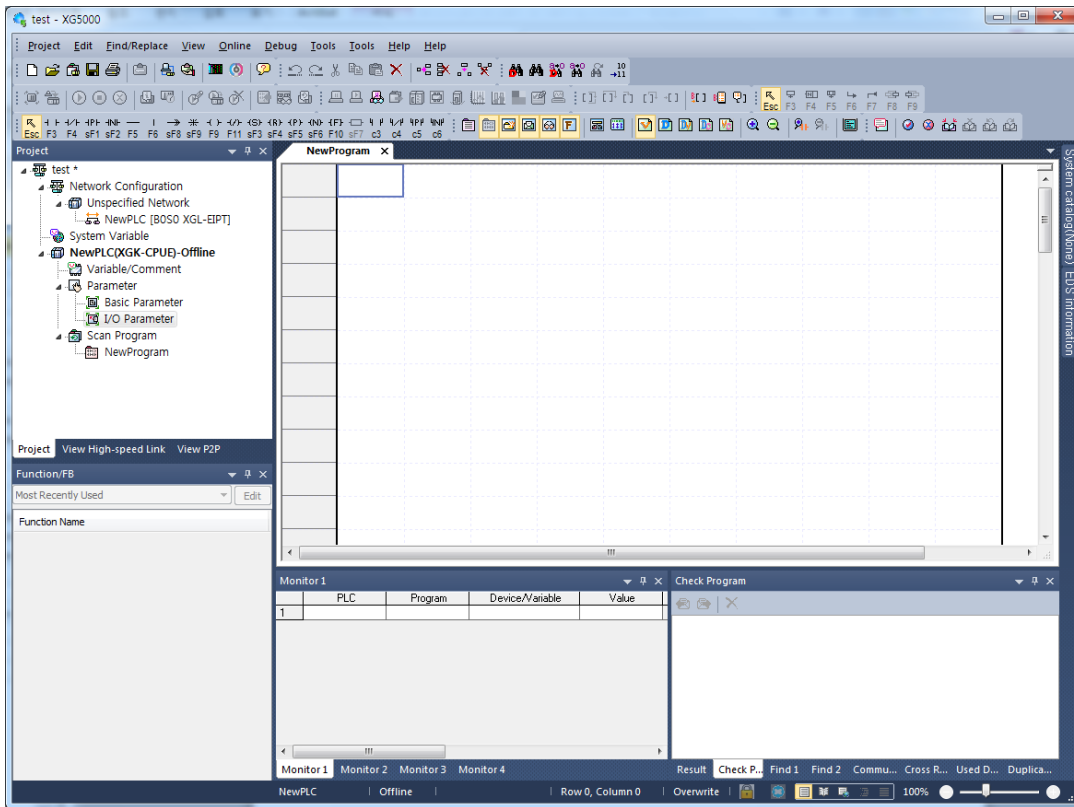 test - XG5000
Project Edit Find/Replace View Online Debug Tools Tools Help Help
Esc F3 F4 F5 F6 F7 F8 F9
Esc F3 F4 sF1 sF2 F5 F6 sF8 sF9 F9 F11 sF3 sF4 sF5 sF6 F10 sF7 c3 c4 c5 c6
Project
test *
Network Configuration
Unspecified Network
NewPLC [B0S0 XGL-EIPT]
System Variable
NewPLC(XGK-CPUE)-Offline
Variable/Comment
Parameter
Basic Parameter
I/O Parameter
Scan Program
NewProgram
Project View High-speed Link View P2P
Function/FB
Most Recently Used Edit
Function Name
NewProgram
System catalog(None)
EDS information
Monitor 1
PLC Program Device/Variable Value
1
Monitor 1 Monitor 2 Monitor 3 Monitor 4
Check Program
Result Check P... Find 1 Find 2 Commu... Cross R... Used D... Duplica...
NewPLC Offline Row 0, Column 0 Overwrite 100%